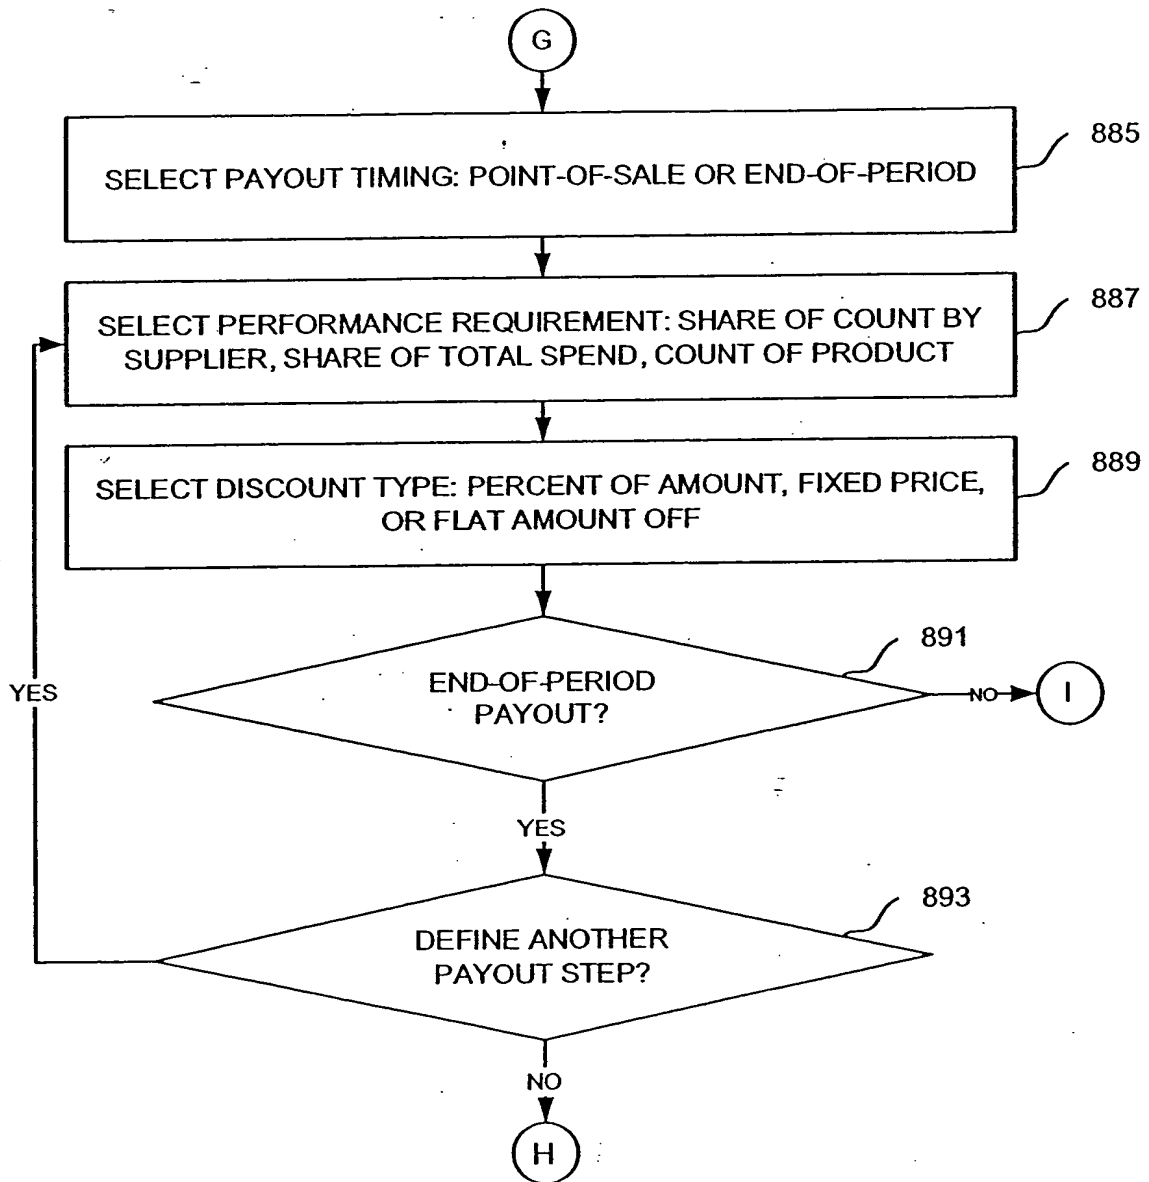 G
885
SELECT PAYOUT TIMING: POINT-OF-SALE OR END-OF-PERIOD
887
SELECT PERFORMANCE REQUIREMENT: SHARE OF COUNT BY
SUPPLIER, SHARE OF TOTAL SPEND, COUNT OF PRODUCT
889
SELECT DISCOUNT TYPE: PERCENT OF AMOUNT, FIXED PRICE,
OR FLAT AMOUNT OFF
891
END-OF-PERIOD
PAYOUT?
NO
I
YES
YES
893
DEFINE ANOTHER
PAYOUT STEP?
NO
H